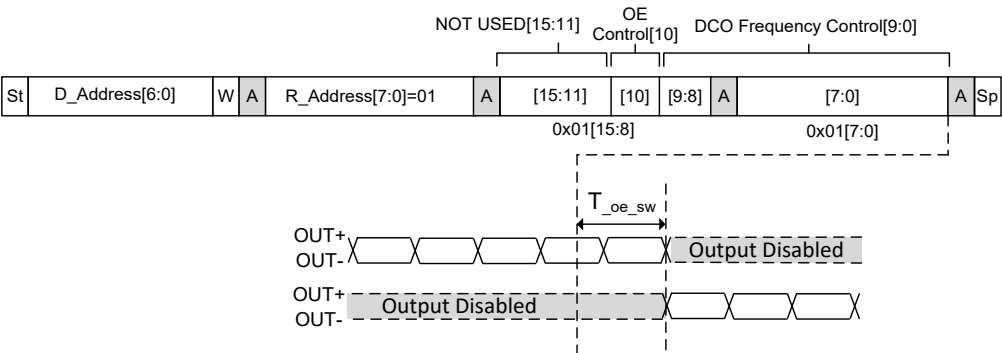 NOT USED[15:11]
OE
Control[10]
DCO Frequency Control[9:0]
St D_Address[6:0] W A R_Address[7:0]=01 A [15:11] [10] [9:8] A [7:0] A Sp
0x01[15:8] 0x01[7:0]
T_oe_sw
OUT+
OUT-
Output Disabled
OUT+
OUT-
Output Disabled